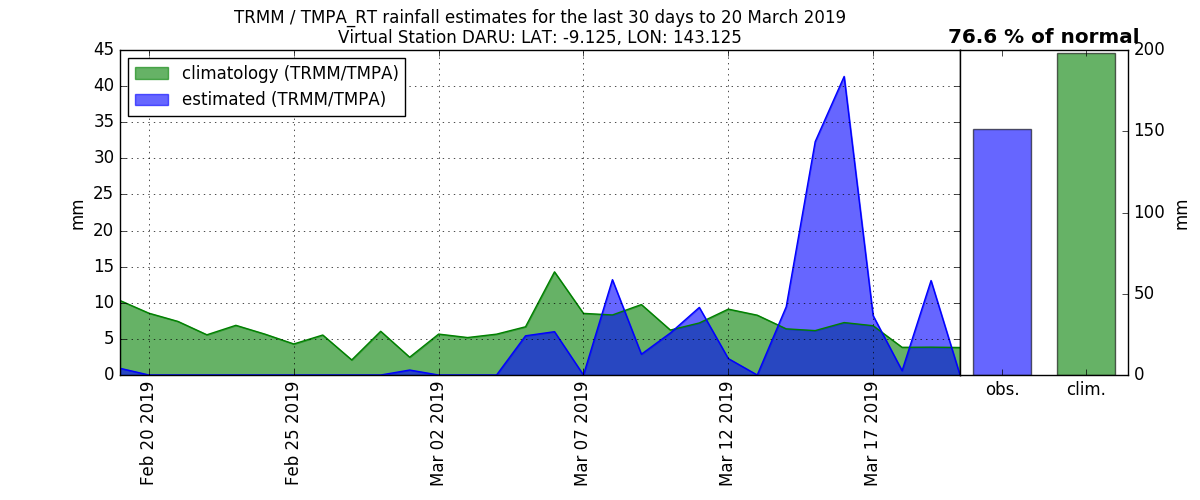 TRMM / TMPA_RT rainfall estimates for the last 30 days to 20 March 2019
Virtual Station DARU: LAT: -9.125, LON: 143.125
76.6 % of normal
climatology (TRMM/TMPA)
estimated (TRMM/TMPA)
45
40
35
30
25
20
15
10
5
0
mm
Feb 20 2019
Feb 25 2019
Mar 02 2019
Mar 07 2019
Mar 12 2019
Mar 17 2019
200
150
100
50
0
mm
obs.
clim.